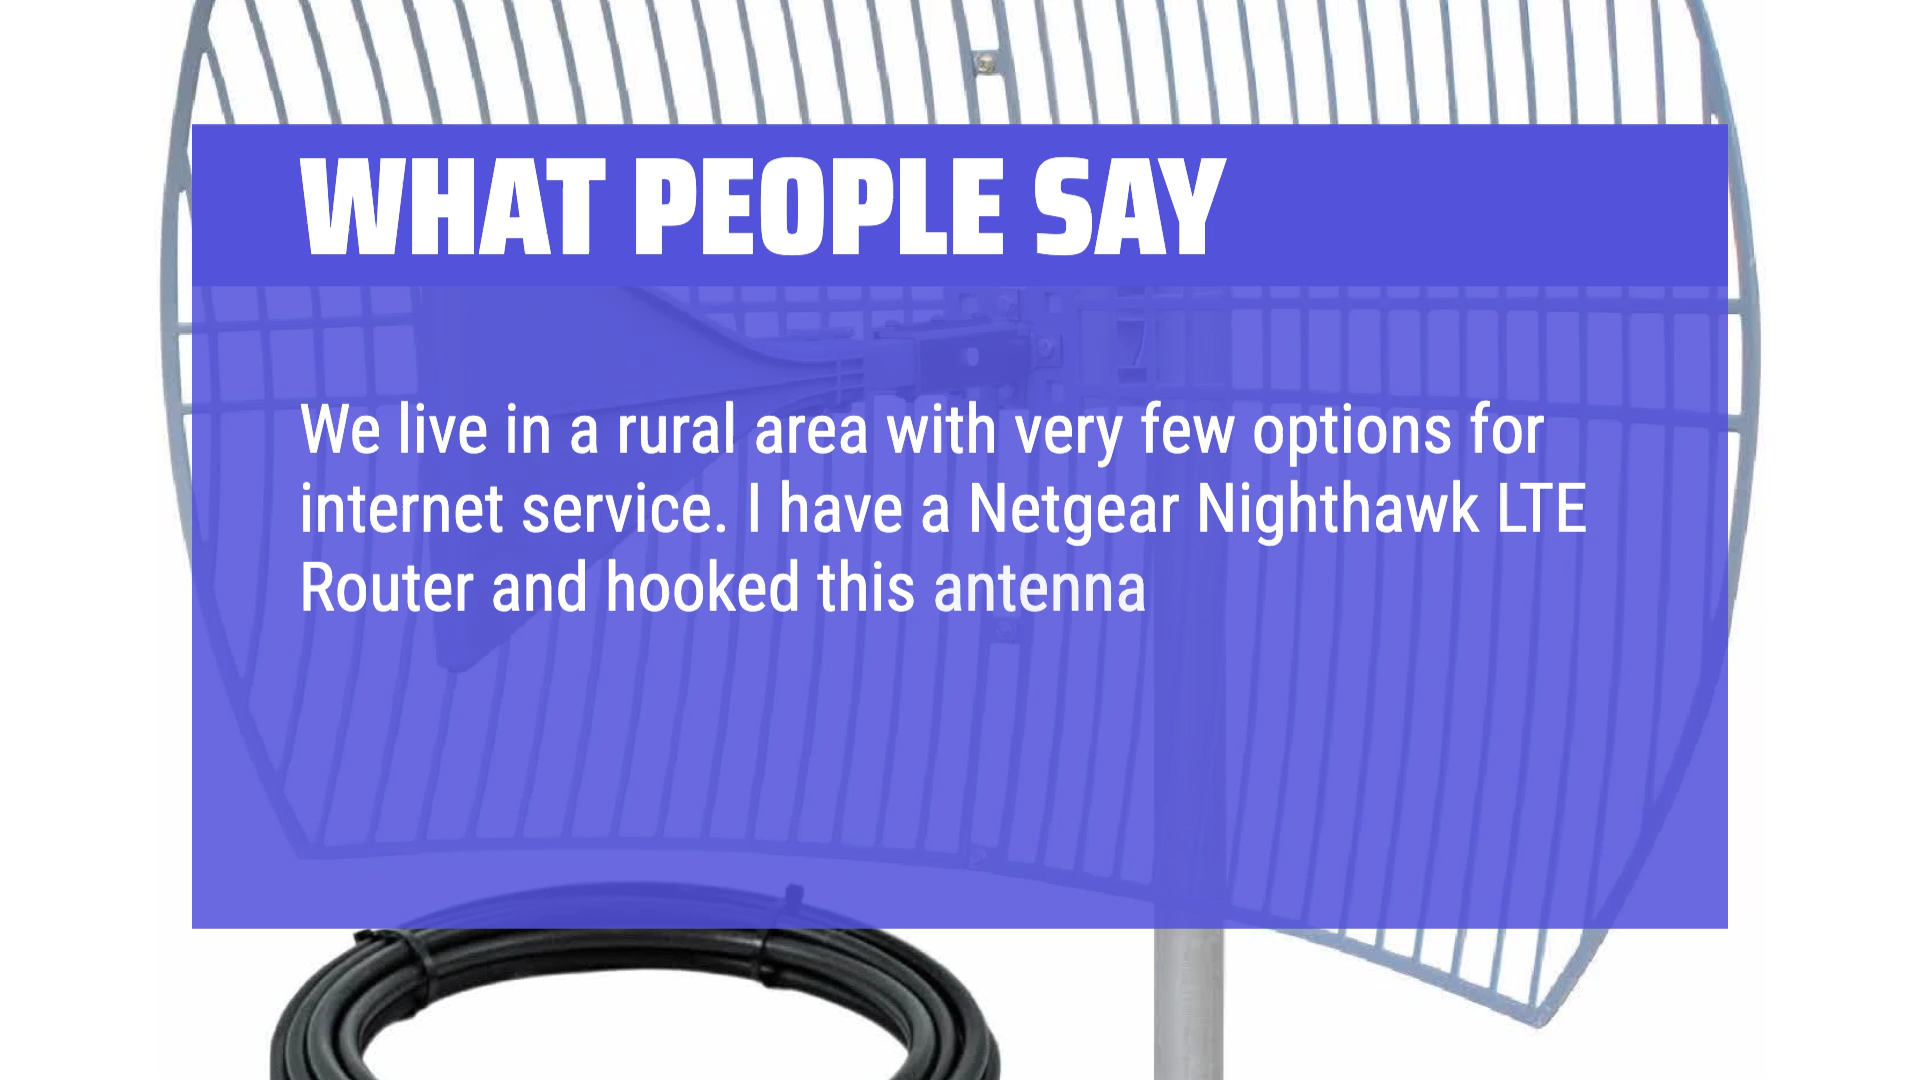 WHAT PEOPLE SAY
We live in a rural area with very few options for
internet service. I have a Netgear Nighthawk LTE
Router and hooked this antenna